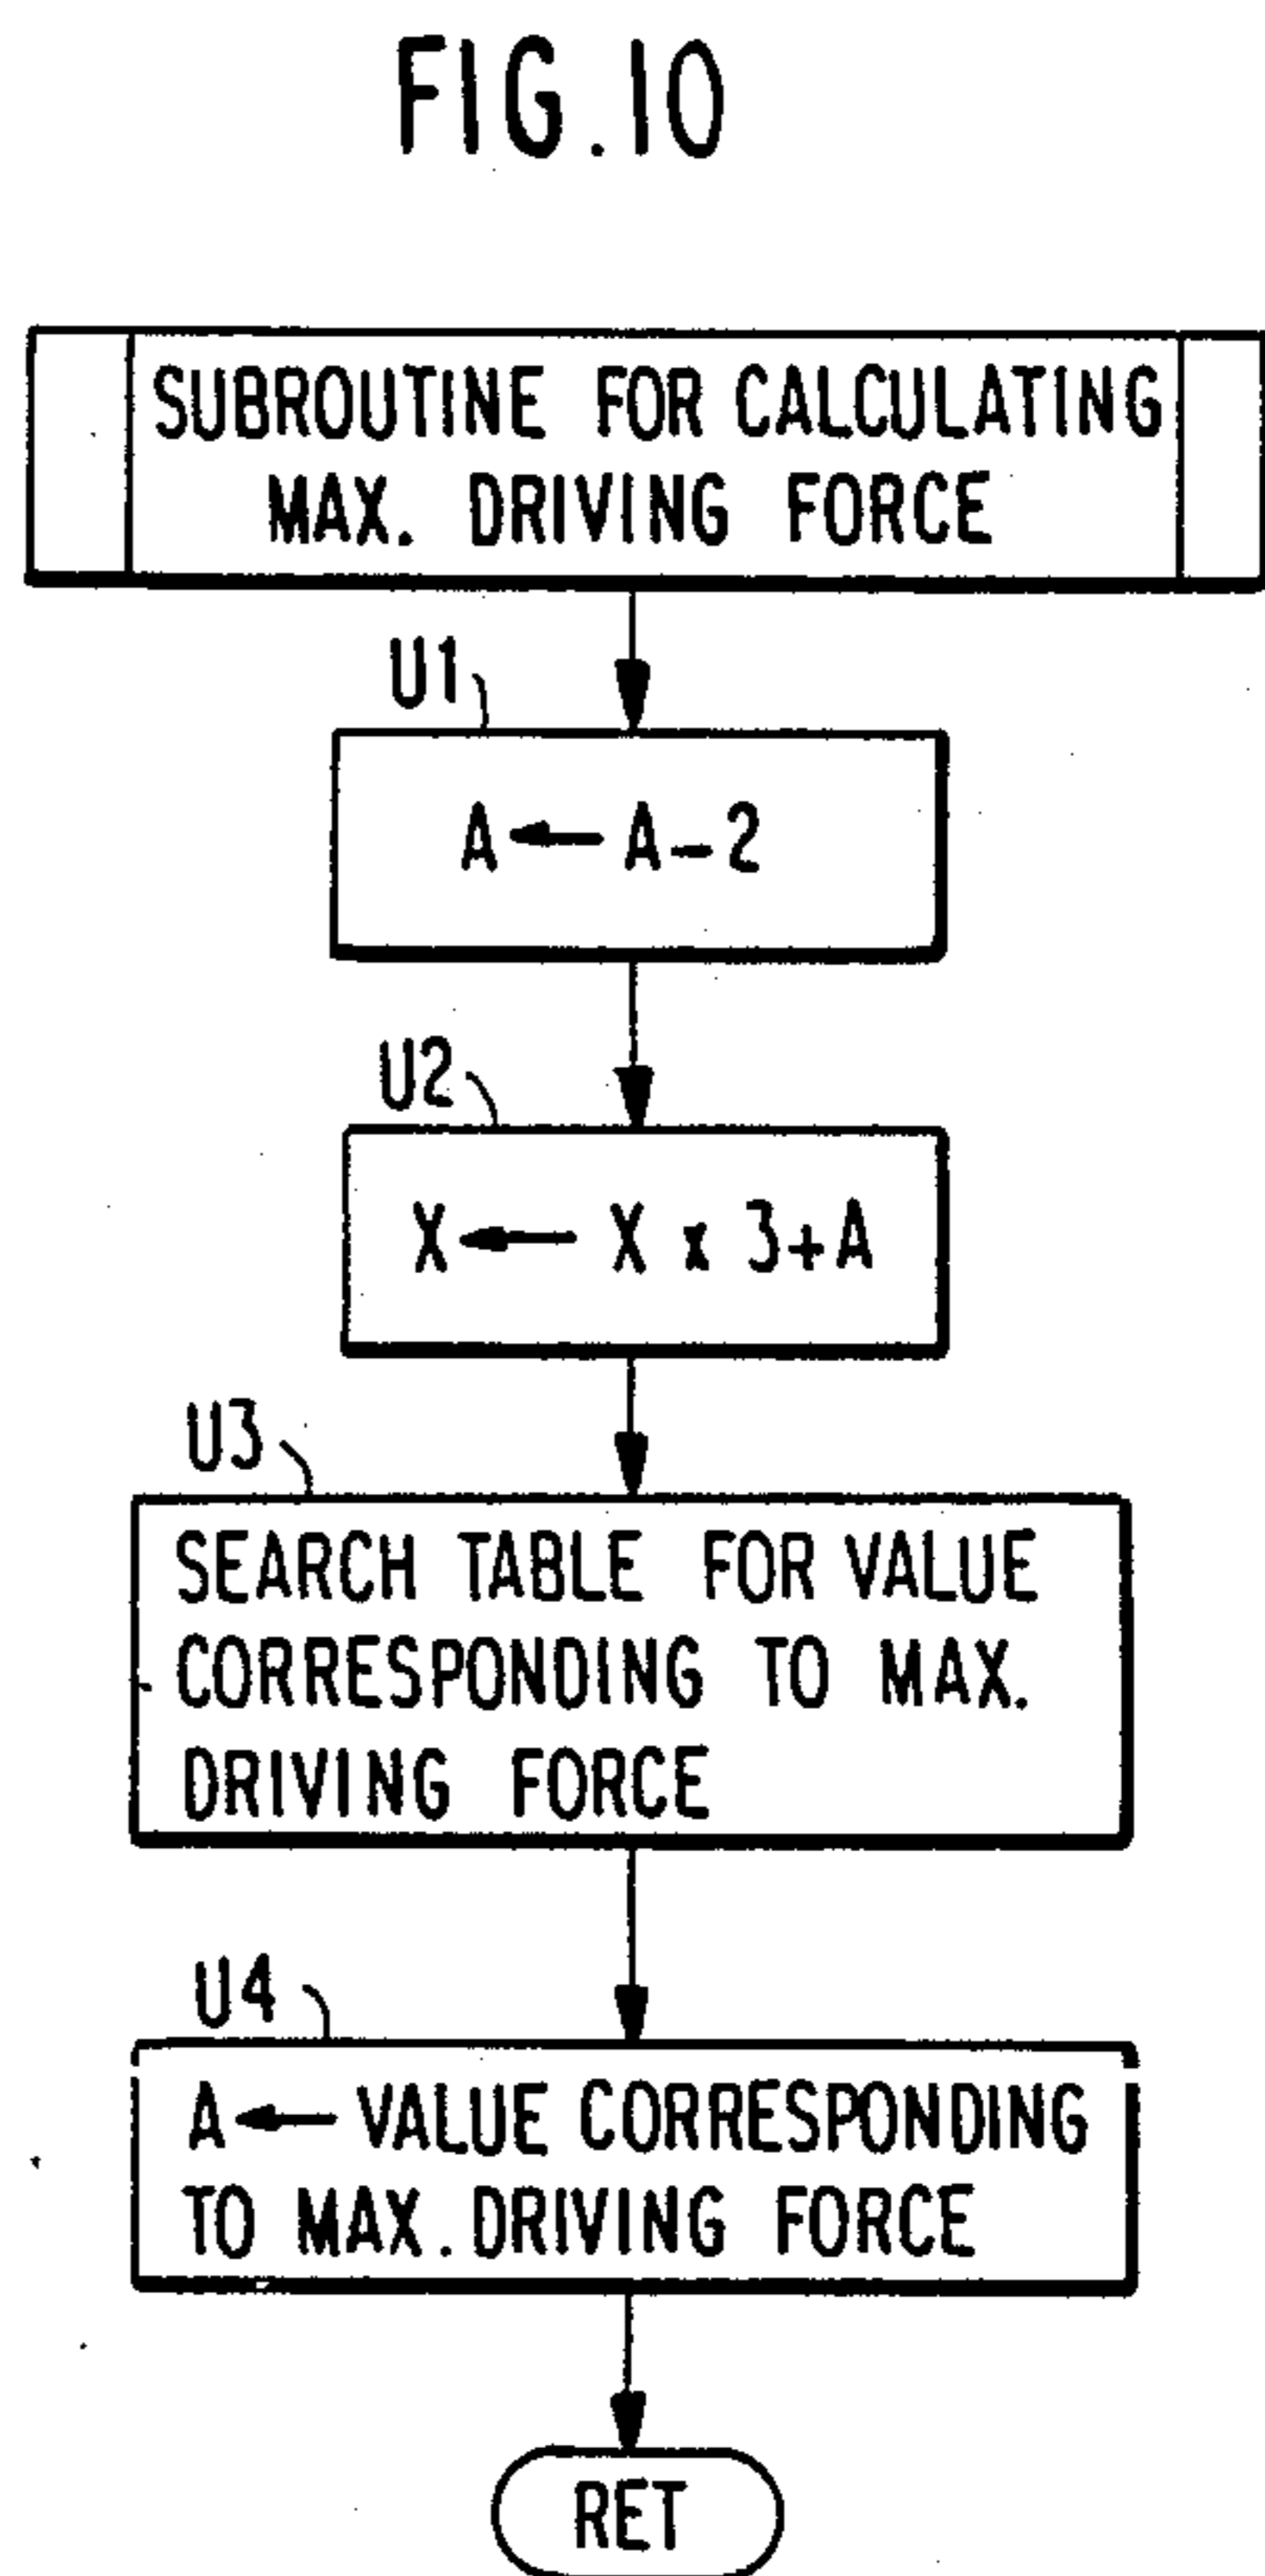 FIG.10
SUBROUTINE FOR CALCULATING
MAX. DRIVING FORCE
U1
A ← A - 2
U2
X ← X x 3 + A
U3
SEARCH TABLE FOR VALUE
CORRESPONDING TO MAX.
DRIVING FORCE
U4
A ← VALUE CORRESPONDING
TO MAX. DRIVING FORCE
RET